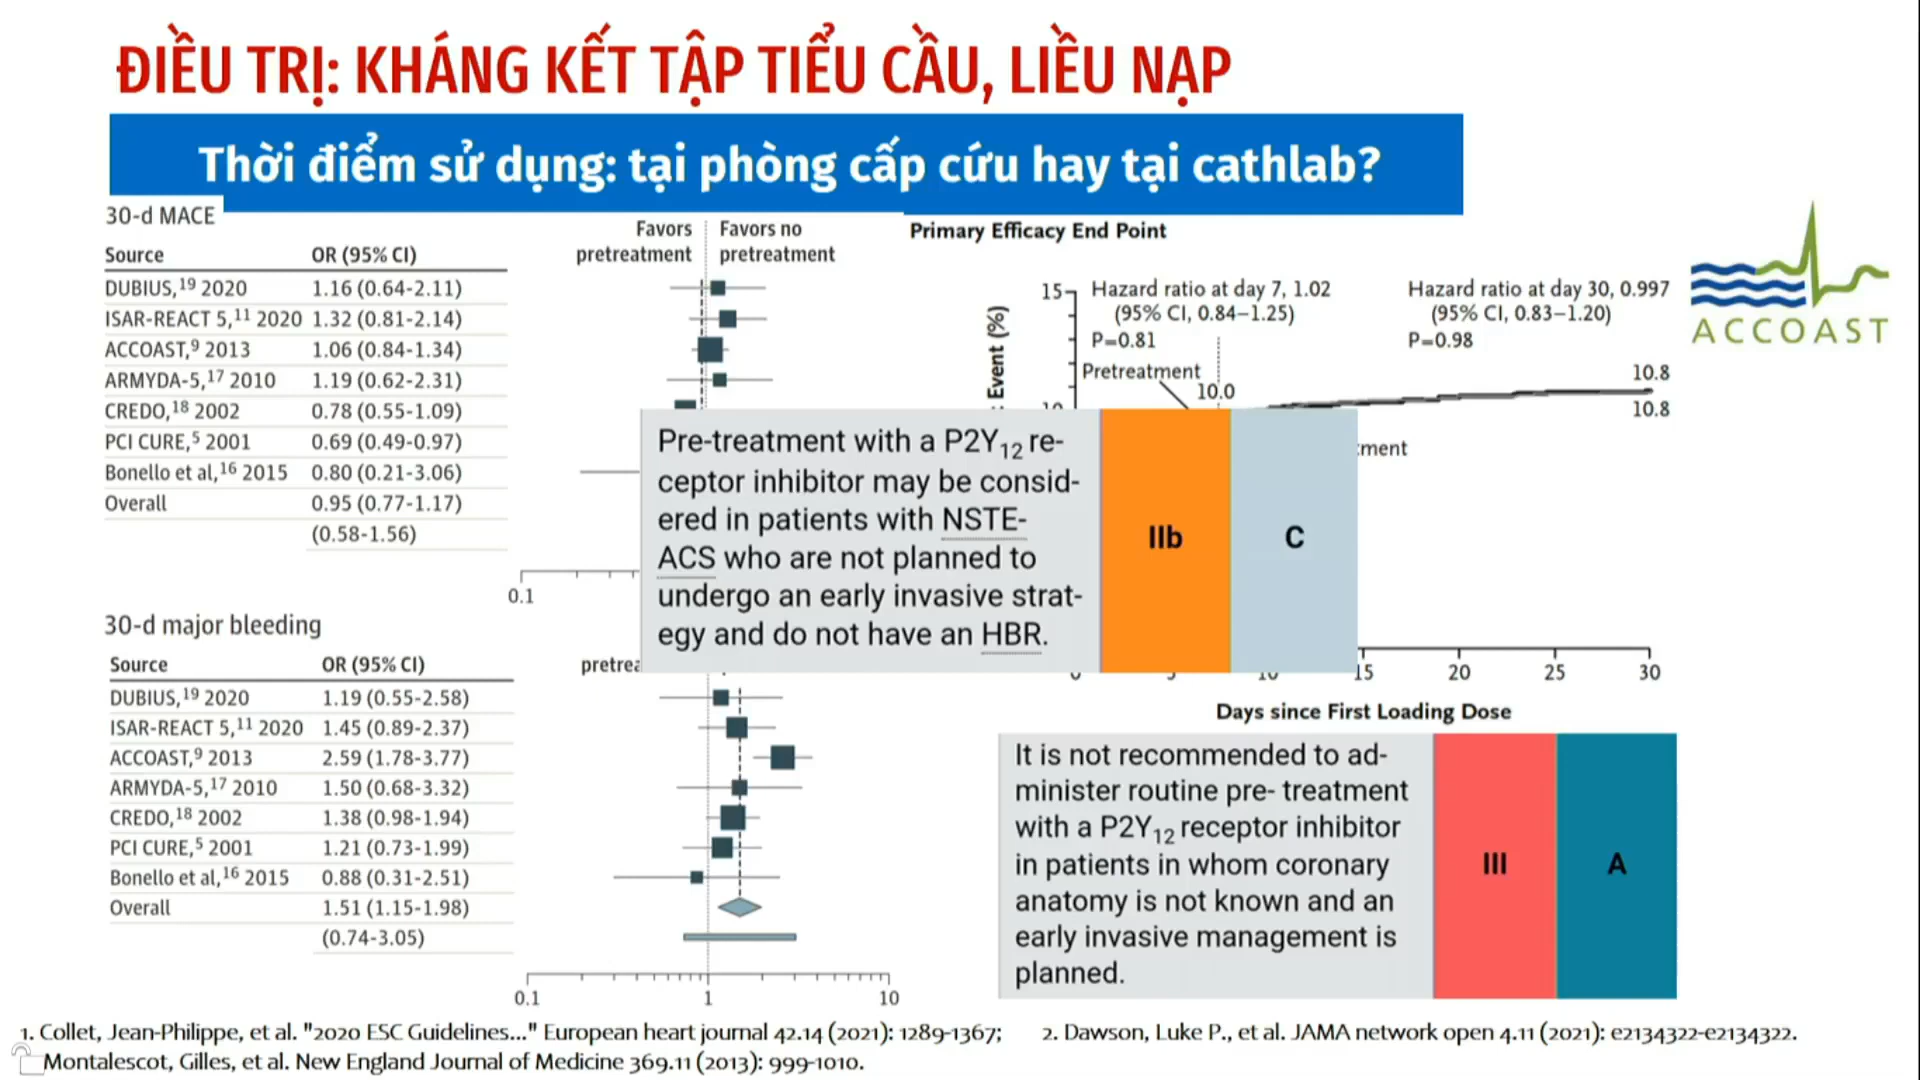 ĐIỀU TRỊ: KHÁNG KẾT TẬP TIỂU CẦU, LIỀU NẠP
Thời điểm sử dụng: tại phòng cấp cứu hay tại cathlab?
30-d MACE
Source OR (95% CI)
Favors pretreatment
Favors no pretreatment
DUBIUS,19 2020 1.16 (0.64-2.11)
ISAR-REACT 5,11 2020 1.32 (0.81-2.14)
ACCOAST,9 2013 1.06 (0.84-1.34)
ARMYDA-5,17 2010 1.19 (0.62-2.31)
CREDO,18 2002 0.78 (0.55-1.09)
PCI CURE,5 2001 0.69 (0.49-0.97)
Bonello et al,16 2015 0.80 (0.21-3.06)
Overall 0.95 (0.77-1.17)
(0.58-1.56)
0.1
30-d major bleeding
Source OR (95% CI)
DUBIUS,19 2020 1.19 (0.55-2.58)
ISAR-REACT 5,11 2020 1.45 (0.89-2.37)
ACCOAST,9 2013 2.59 (1.78-3.77)
ARMYDA-5,17 2010 1.50 (0.68-3.32)
CREDO,18 2002 1.38 (0.98-1.94)
PCI CURE,5 2001 1.21 (0.73-1.99)
Bonello et al,16 2015 0.88 (0.31-2.51)
Overall 1.51 (1.15-1.98)
(0.74-3.05)
0.1 1 10
Primary Efficacy End Point
Hazard ratio at day 7, 1.02
(95% CI, 0.84–1.25)
P=0.81
Hazard ratio at day 30, 0.997
(95% CI, 0.83–1.20)
P=0.98
15
Event (%)
Pretreatment
10.0
10.8
10.8
15 20 25 30
Days since First Loading Dose
ACCOAST
Pre-treatment with a P2Y12 re-
ceptor inhibitor may be consid-
ered in patients with NSTE-
ACS who are not planned to
undergo an early invasive strat-
egy and do not have an HBR.
IIb C
It is not recommended to ad-
minister routine pre- treatment
with a P2Y12 receptor inhibitor
in patients in whom coronary
anatomy is not known and an
early invasive management is
planned.
III A
1. Collet, Jean-Philippe, et al. "2020 ESC Guidelines..." European heart journal 42.14 (2021): 1289-1367; 2. Dawson, Luke P., et al. JAMA network open 4.11 (2021): e2134322-e2134322.
Montalescot, Gilles, et al. New England Journal of Medicine 369.11 (2013): 999-1010.